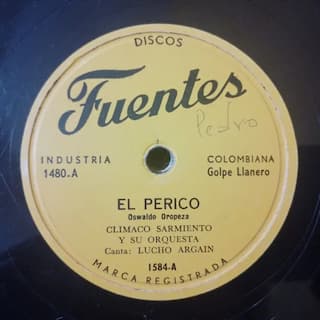 DISCOS
Fuentes
Pedro
INDUSTRIA COLOMBIANA
1480-A Golpe Llanero
EL PERICO
Oswaldo Oropeza
CLIMACO SARMIENTO
Y SU ORQUESTA
Canta: LUCHO ARGAIN
1584-A
MARCA REGISTRADA